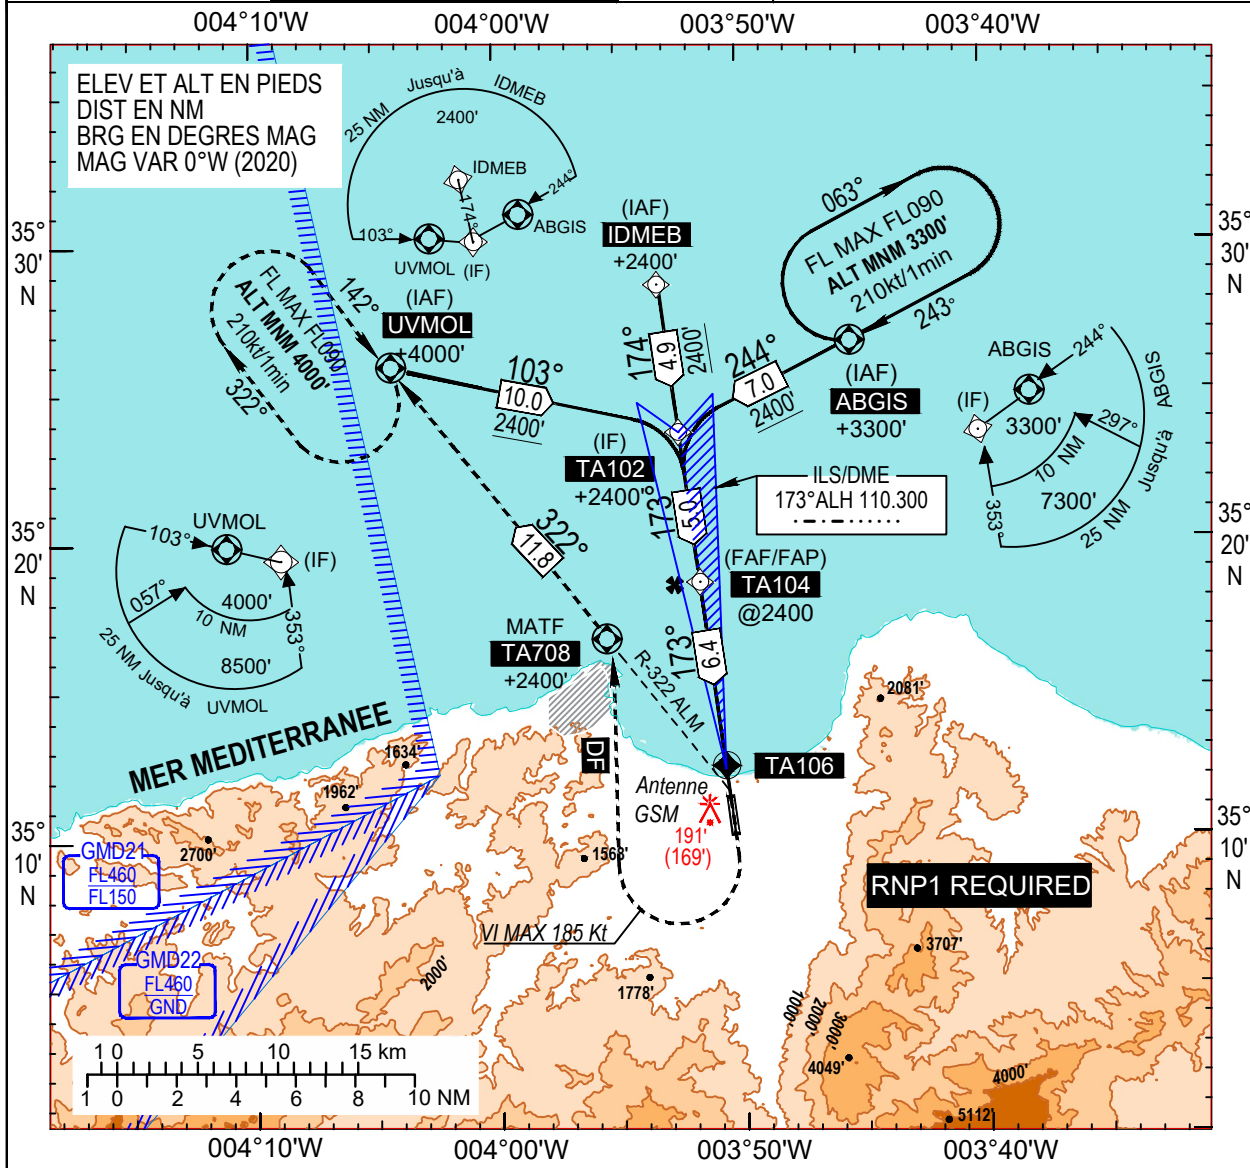 004°10'W
004°00'W
003°50'W
003°40'W
ELEV ET ALT EN PIEDS
DIST EN NM
BRG EN DEGRES MAG
MAG VAR 0°W (2020)
25 NM Jusqu'à IDMEB
2400'
IDMEB
174°
244°
ABGIS
103°
UVMOL
(IF)
35°
30'
N
35°
30'
N
(IAF)
IDMEB
+2400'
063°
FL MAX FL090
ALT MNM 3300'
210kt/1min
243°
FL MAX FL090
ALT MNM 4000'
210kt/1min
142°
322°
(IAF)
UVMOL
+4000'
103°
10.0
2400'
174°
4.9
2400'
244°
7.0
2400'
(IAF)
ABGIS
+3300'
ABGIS
244°
(IF)
3300'
297°
10 NM
7300'
353°
25 NM Jusqu'à ABGIS
(IF)
TA102
+2400'
173°
5.0
ILS/DME
173°ALH 110.300
35°
20'
N
35°
20'
N
UVMOL
103°
(IF)
057°
4000'
10 NM
353°
8500'
25 NM Jusqu'à
UVMOL
322°
11.8
(FAF/FAP)
TA104
@2400
MATF
TA708
+2400'
173°
6.4
R-322 ALM
2081'
MER MEDITERRANEE
1634'
DF
TA106
1962'
Antenne
GSM
191'
(169')
2700'
1563'
35°
10'
N
35°
10'
N
GMD21
FL460
FL150
RNP1 REQUIRED
VI MAX 185 Kt
3707'
GMD22
FL460
GND
2000'
1778'
1000'
2000'
3000'
4049'
4000'
5112'
1 0 5 10 15 km
1 0 2 4 6 8 10 NM
004°10'W
004°00'W
003°50'W
003°40'W